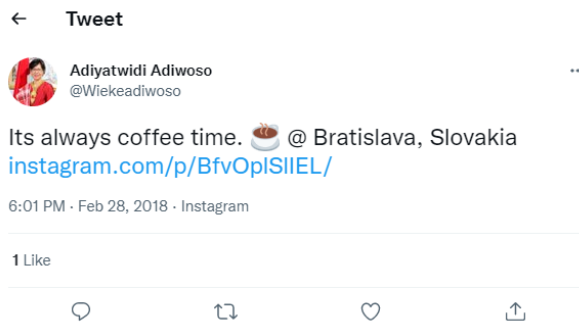 Tweet
Adiyatwidi Adiwoso
@Wiekeadiwoso
Its always coffee time. ☕ @ Bratislava, Slovakia
instagram.com/p/BfvOplSlIEL/
6:01 PM · Feb 28, 2018 · Instagram
1 Like